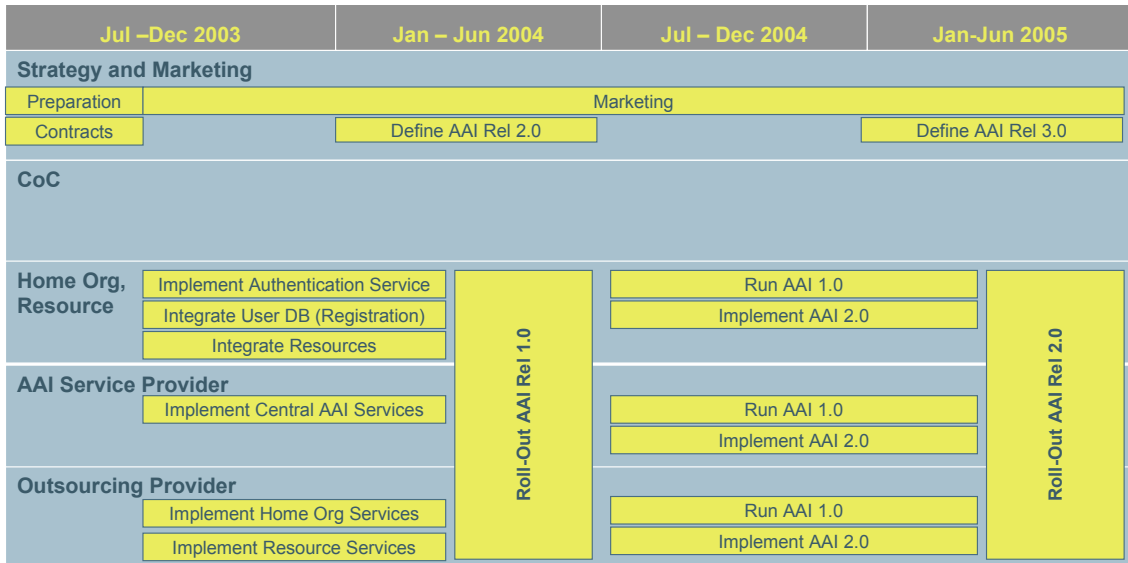 Jul –Dec 2003
Jan – Jun 2004
Jul – Dec 2004
Jan-Jun 2005
Strategy and Marketing
Preparation
Marketing
Contracts
Define AAI Rel 2.0
Define AAI Rel 3.0
CoC
Home Org,
Resource
Implement Authentication Service
Integrate User DB (Registration)
Integrate Resources
Roll-Out AAI Rel 1.0
Run AAI 1.0
Implement AAI 2.0
Roll-Out AAI Rel 2.0
AAI Service Provider
Implement Central AAI Services
Run AAI 1.0
Implement AAI 2.0
Outsourcing Provider
Implement Home Org Services
Implement Resource Services
Run AAI 1.0
Implement AAI 2.0